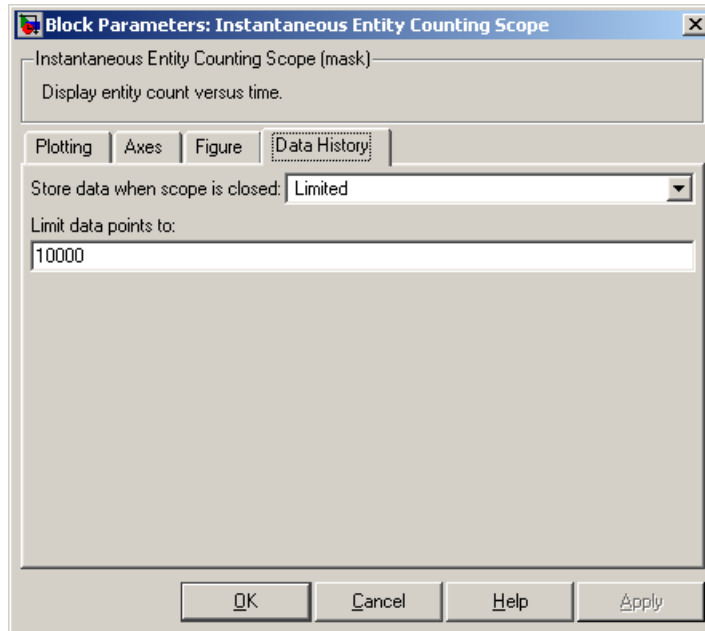 Block Parameters: Instantaneous Entity Counting Scope
Instantaneous Entity Counting Scope (mask)
Display entity count versus time.
Plotting Axes Figure Data History
Store data when scope is closed: Limited
Limit data points to:
10000
OK Cancel Help Apply